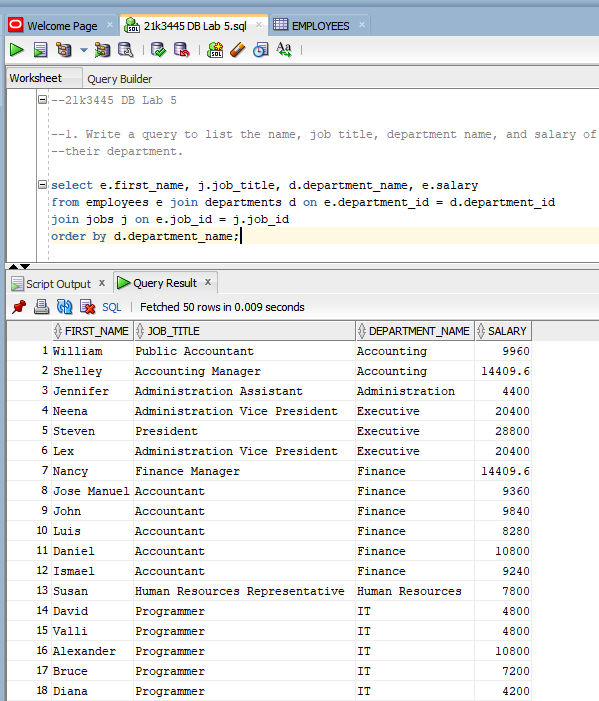 Welcome Page 21k3445 DB Lab 5.sql EMPLOYEES
Worksheet Query Builder
--21k3445 DB Lab 5
--1. Write a query to list the name, job title, department name, and salary of
--their department.
select e.first_name, j.job_title, d.department_name, e.salary
from employees e join departments d on e.department_id = d.department_id
join jobs j on e.job_id = j.job_id
order by d.department_name;
Script Output x Query Result x
SQL | Fetched 50 rows in 0.009 seconds
FIRST_NAME JOB_TITLE DEPARTMENT_NAME SALARY
1 William Public Accountant Accounting 9960
2 Shelley Accounting Manager Accounting 14409.6
3 Jennifer Administration Assistant Administration 4400
4 Neena Administration Vice President Executive 20400
5 Steven President Executive 28800
6 Lex Administration Vice President Executive 20400
7 Nancy Finance Manager Finance 14409.6
8 Jose Manuel Accountant Finance 9360
9 John Accountant Finance 9840
10 Luis Accountant Finance 8280
11 Daniel Accountant Finance 10800
12 Ismael Accountant Finance 9240
13 Susan Human Resources Representative Human Resources 7800
14 David Programmer IT 4800
15 Valli Programmer IT 4800
16 Alexander Programmer IT 10800
17 Bruce Programmer IT 7200
18 Diana Programmer IT 4200